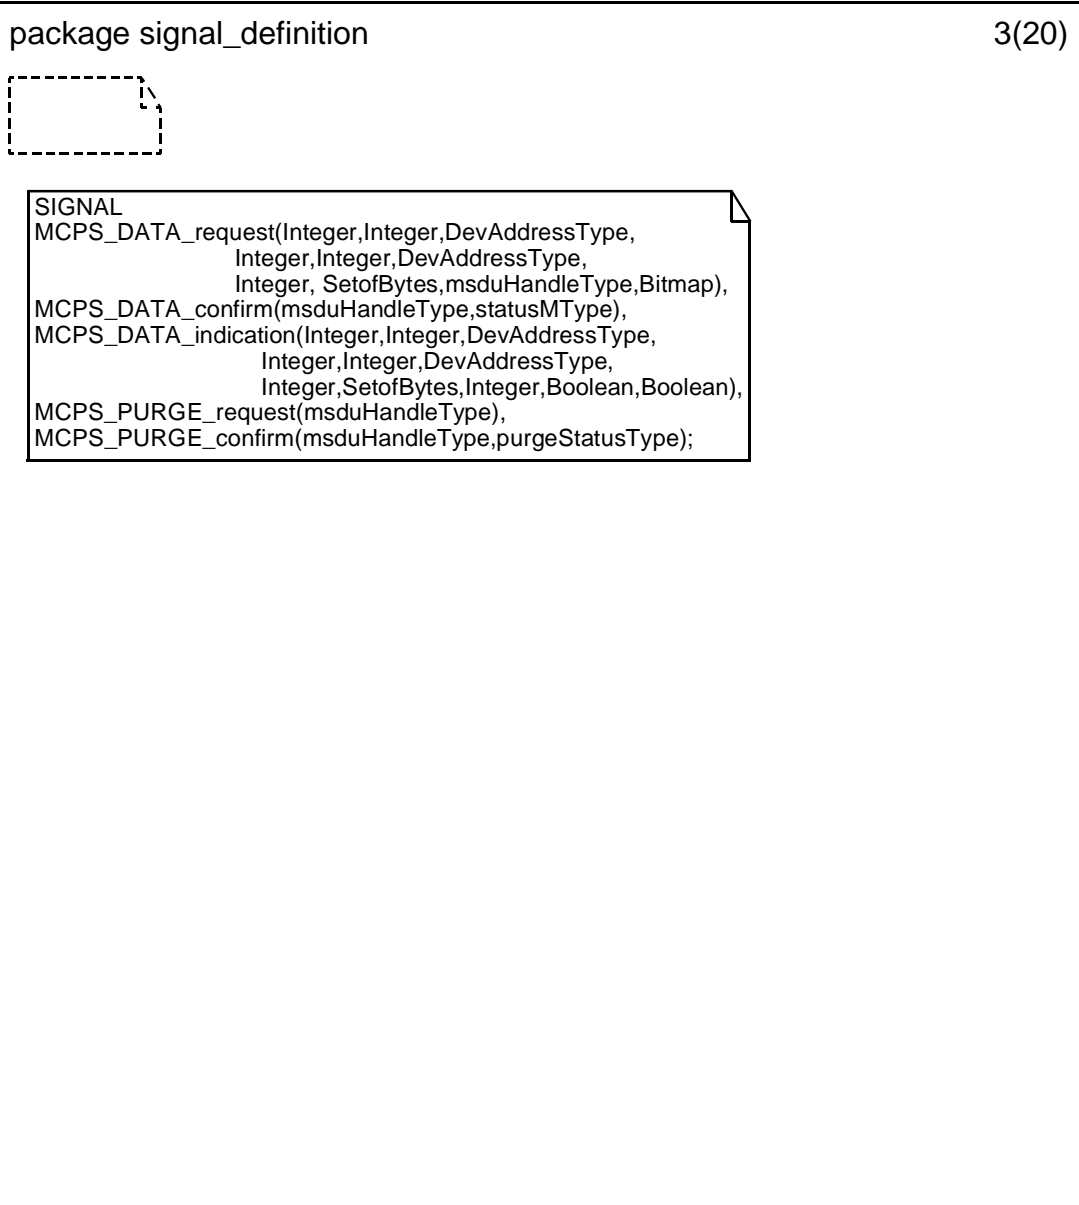 package signal_definition 3(20)
SIGNAL
MCPS_DATA_request(Integer,Integer,DevAddressType,
Integer,Integer,DevAddressType,
Integer, SetofBytes,msduHandleType,Bitmap),
MCPS_DATA_confirm(msduHandleType,statusMType),
MCPS_DATA_indication(Integer,Integer,DevAddressType,
Integer,Integer,DevAddressType,
Integer,SetofBytes,Integer,Boolean,Boolean),
MCPS_PURGE_request(msduHandleType),
MCPS_PURGE_confirm(msduHandleType,purgeStatusType);